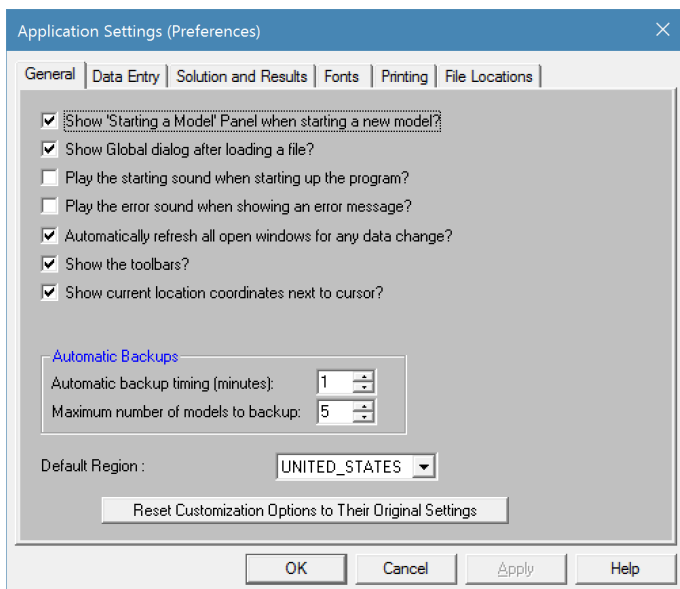 Application Settings (Preferences)
General Data Entry Solution and Results Fonts Printing File Locations
Show 'Starting a Model' Panel when starting a new model?
Show Global dialog after loading a file?
Play the starting sound when starting up the program?
Play the error sound when showing an error message?
Automatically refresh all open windows for any data change?
Show the toolbars?
Show current location coordinates next to cursor?
Automatic Backups
Automatic backup timing (minutes): 1
Maximum number of models to backup: 5
Default Region : UNITED_STATES
Reset Customization Options to Their Original Settings
OK Cancel Apply Help